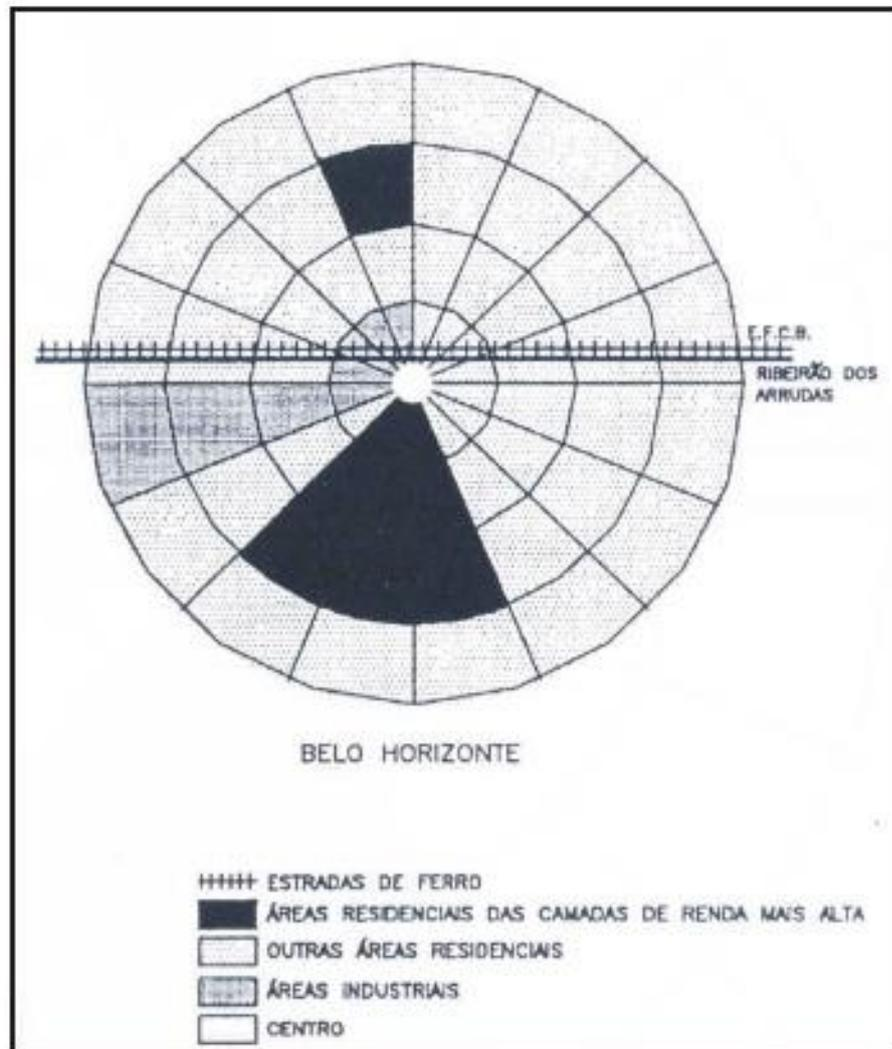 E.F.C.B.
RIBEIRÃO DOS
ARRUDAS
BELO HORIZONTE
ESTRADAS DE FERRO
ÁREAS RESIDENCIAIS DAS CAMADAS DE RENDA MAIS ALTA
OUTRAS ÁREAS RESIDENCIAIS
ÁREAS INDUSTRIAIS
CENTRO